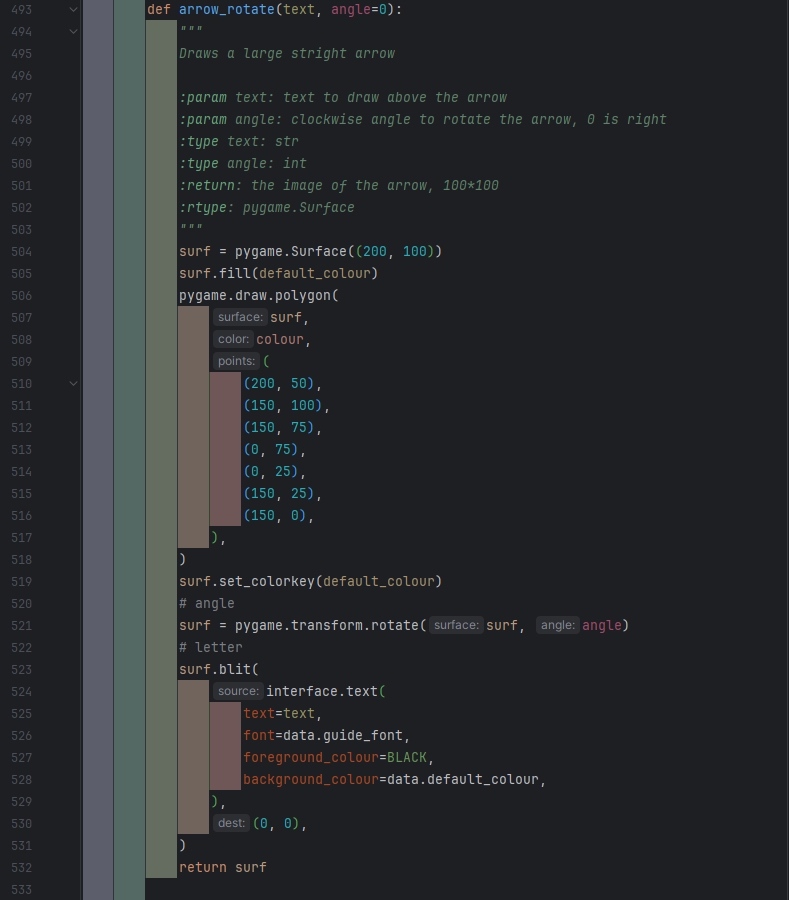 493 def arrow_rotate(text, angle=0):
494 """
495 Draws a large stright arrow
496
497 :param text: text to draw above the arrow
498 :param angle: clockwise angle to rotate the arrow, 0 is right
499 :type text: str
500 :type angle: int
501 :return: the image of the arrow, 100*100
502 :rtype: pygame.Surface
503 """
504 surf = pygame.Surface((200, 100))
505 surf.fill(default_colour)
506 pygame.draw.polygon(
507 surface: surf,
508 color: colour,
509 points: (
510 (200, 50),
511 (150, 100),
512 (150, 75),
513 (0, 75),
514 (0, 25),
515 (150, 25),
516 (150, 0),
517 ),
518 )
519 surf.set_colorkey(default_colour)
520 # angle
521 surf = pygame.transform.rotate( surface: surf, angle: angle)
522 # letter
523 surf.blit(
524 source: interface.text(
525 text=text,
526 font=data.guide_font,
527 foreground_colour=BLACK,
528 background_colour=data.default_colour,
529 ),
530 dest: (0, 0),
531 )
532 return surf
533